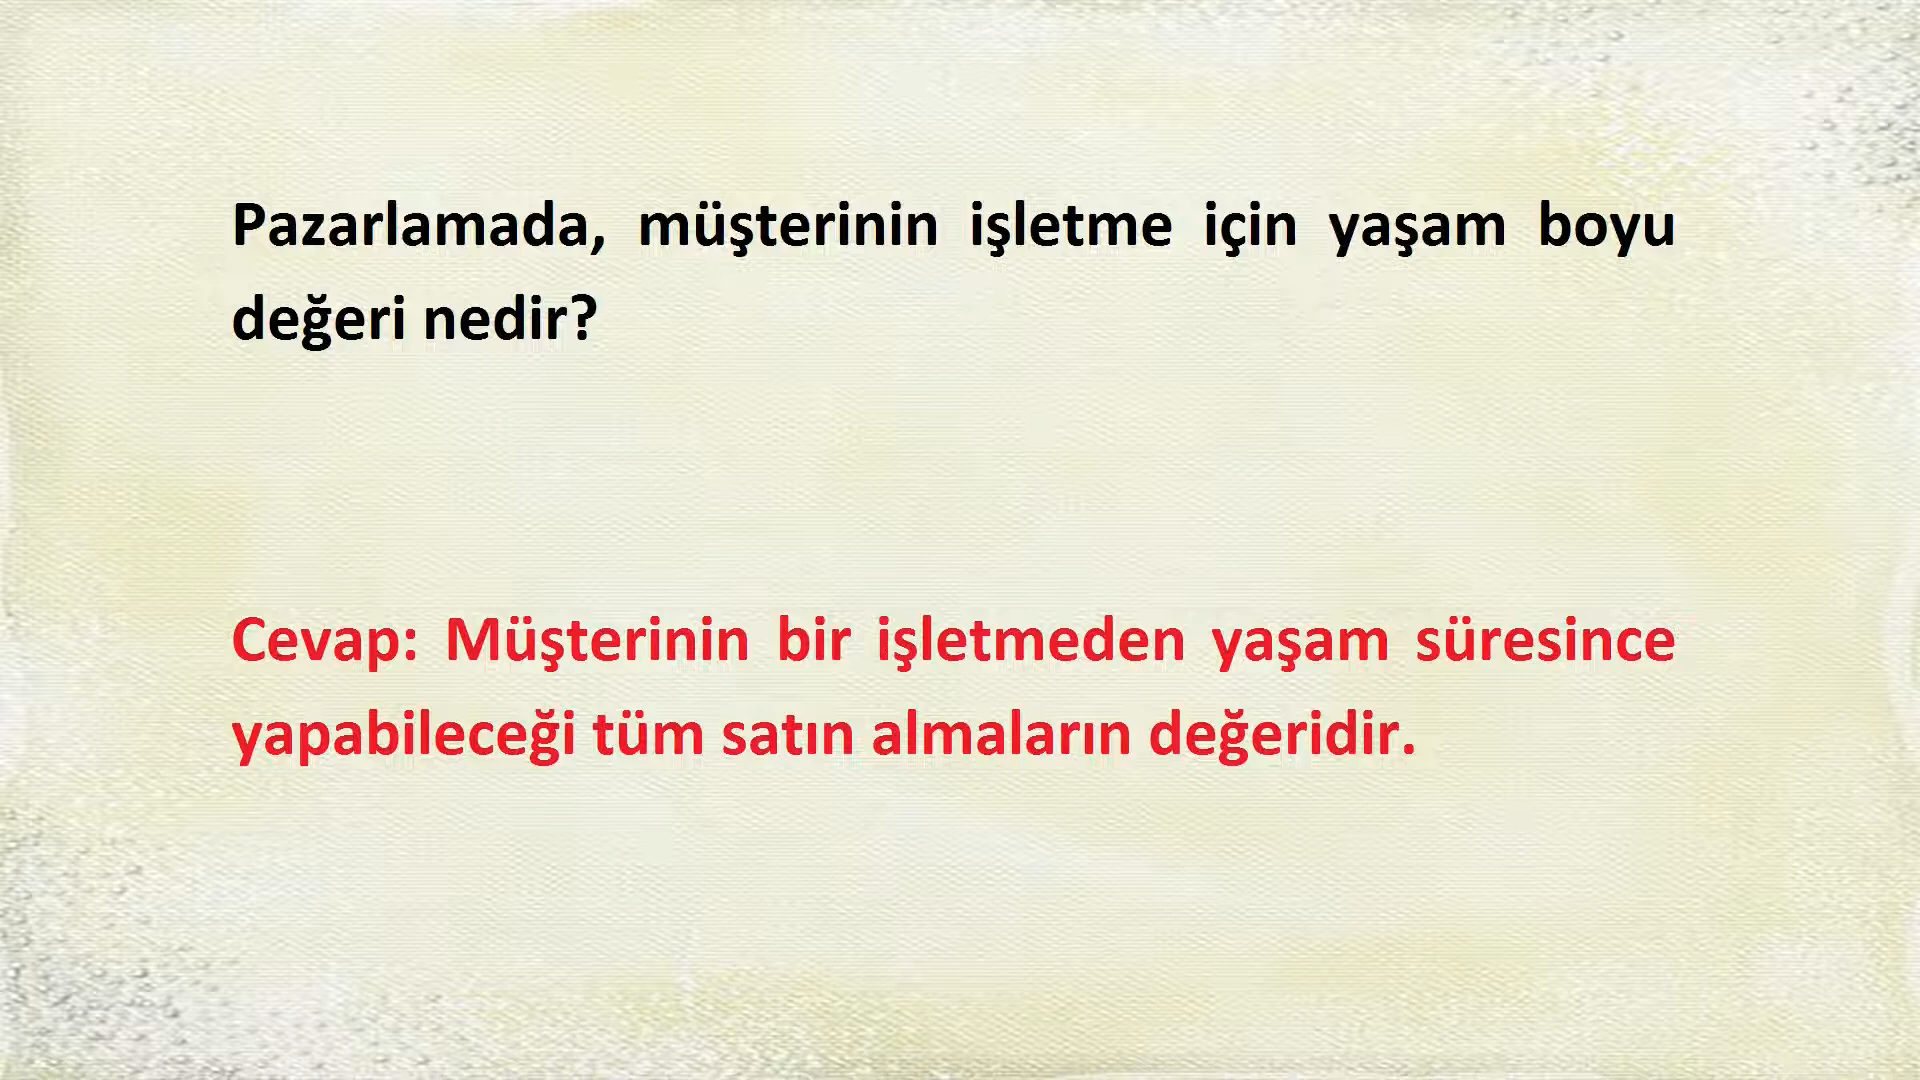 Pazarlamada, müşterinin işletme için yaşam boyu
değeri nedir?
Cevap: Müşterinin bir işletmeden yaşam süresince
yapabileceği tüm satın almaların değeridir.